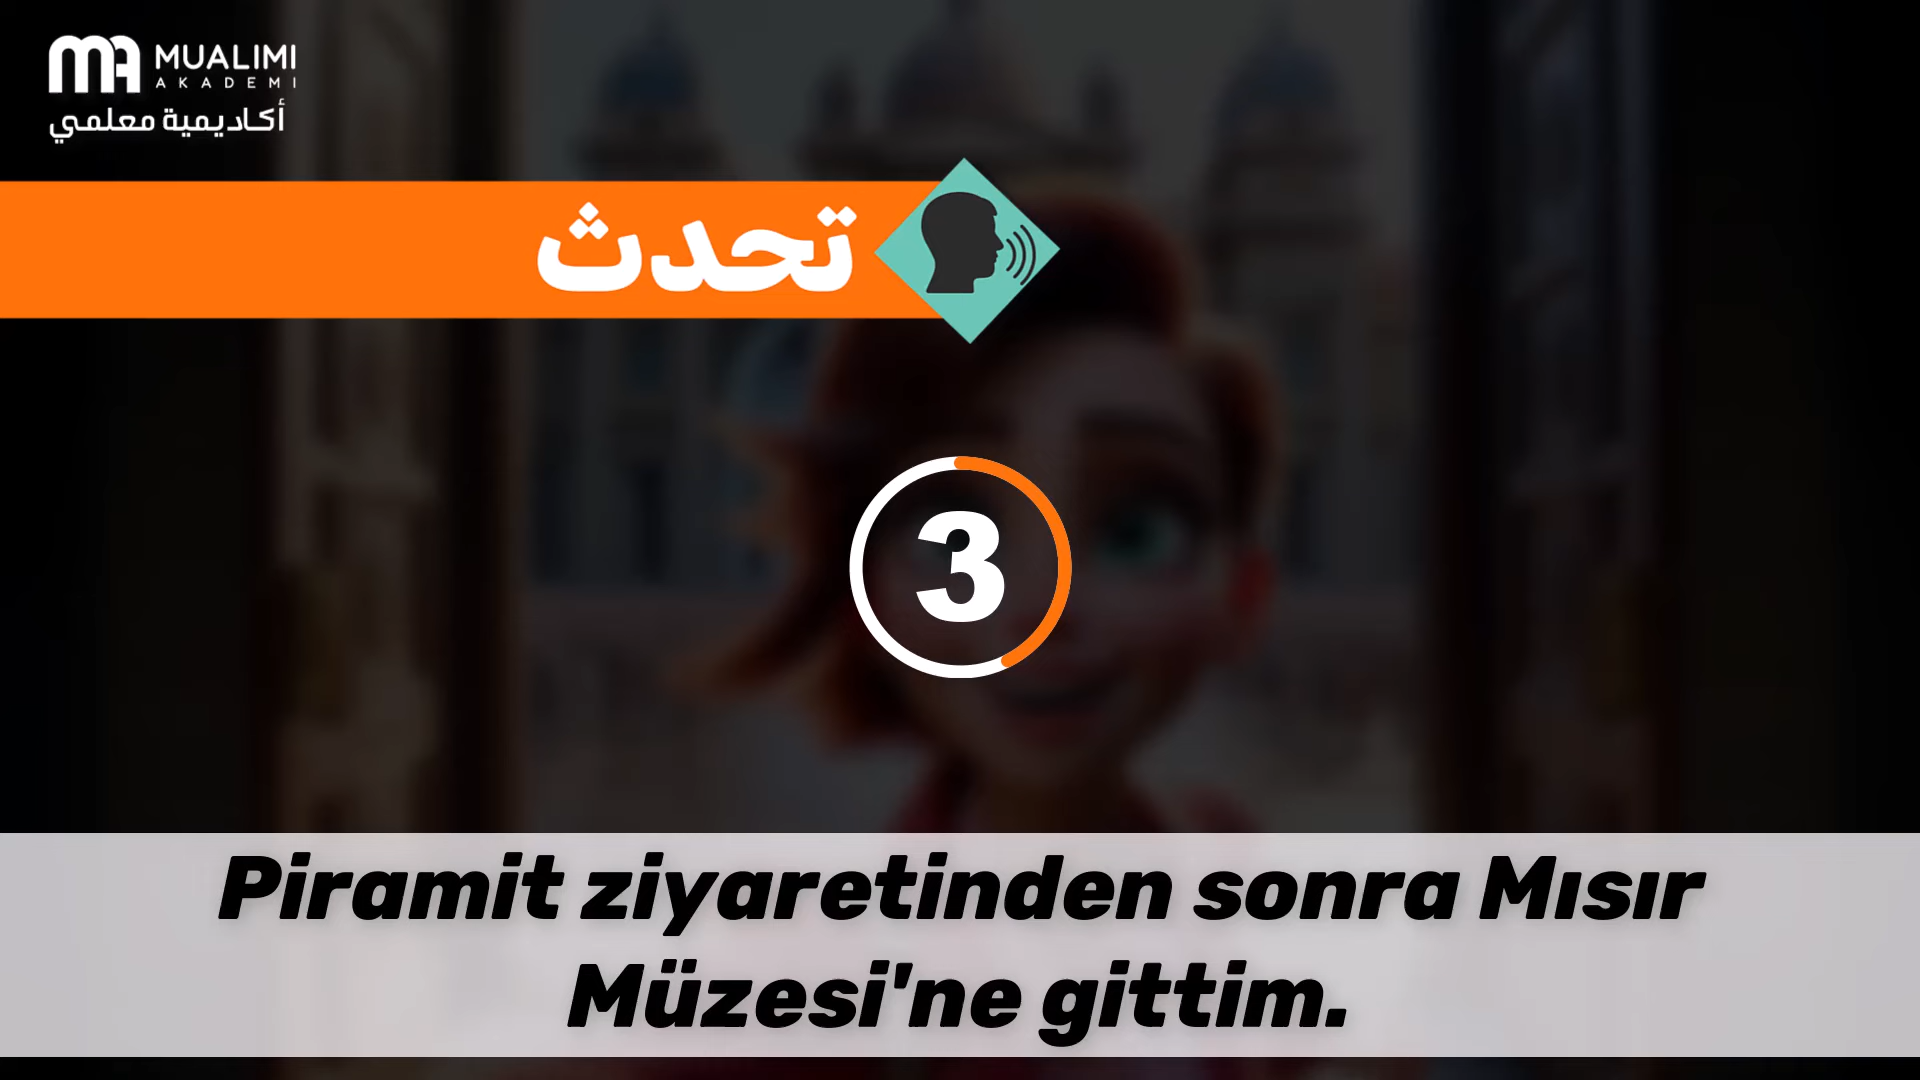 MUALIMI
AKADEMI
أكاديمية معلمي
تحدث
3
Piramit ziyaretinden sonra Mısır
Müzesi'ne gittim.